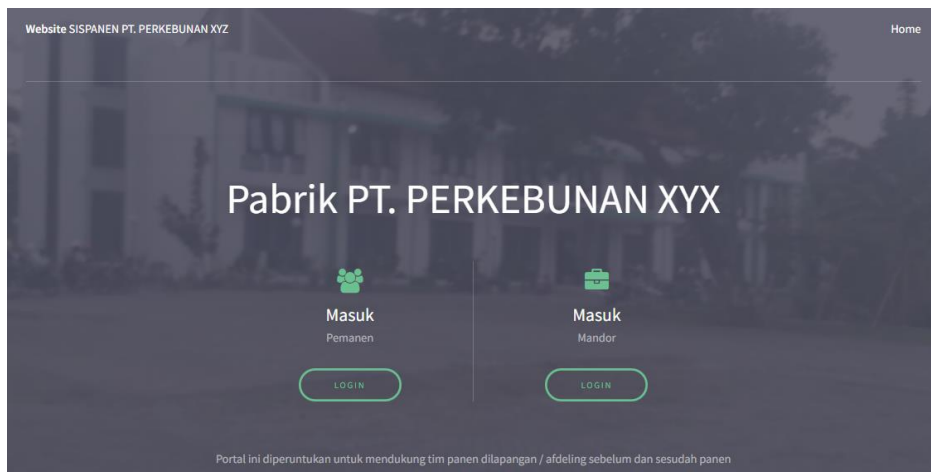 Website SISPANEN PT. PERKEBUNAN XYZ
Home
Pabrik PT. PERKEBUNAN XYX
Masuk
Pemanen
LOGIN
Masuk
Mandor
LOGIN
Portal ini diperuntukan untuk mendukung tim panen dilapangan / afdeling sebelum dan sesudah panen